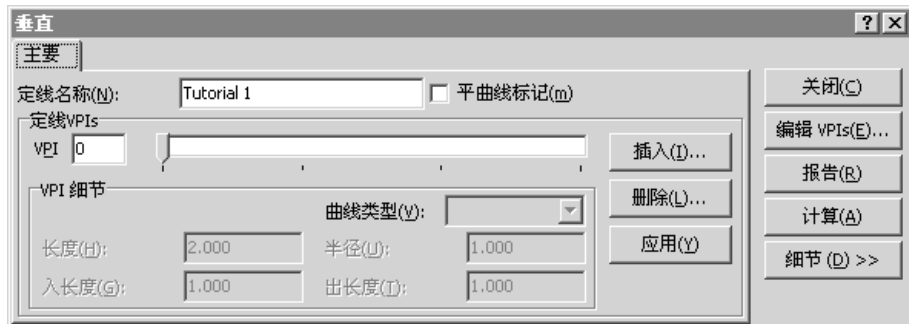 垂直
主要
定线名称(N): Tutorial 1 平曲线标记(m)
定线VPIs
VPI 0
插入(I)...
VPI 细节
删除(L)...
曲线类型(V):
长度(H): 2.000 半径(U): 1.000
应用(Y)
入长度(G): 1.000 出长度(T): 1.000
关闭(C)
编辑 VPIs(E)...
报告(R)
计算(A)
细节 (D) >>